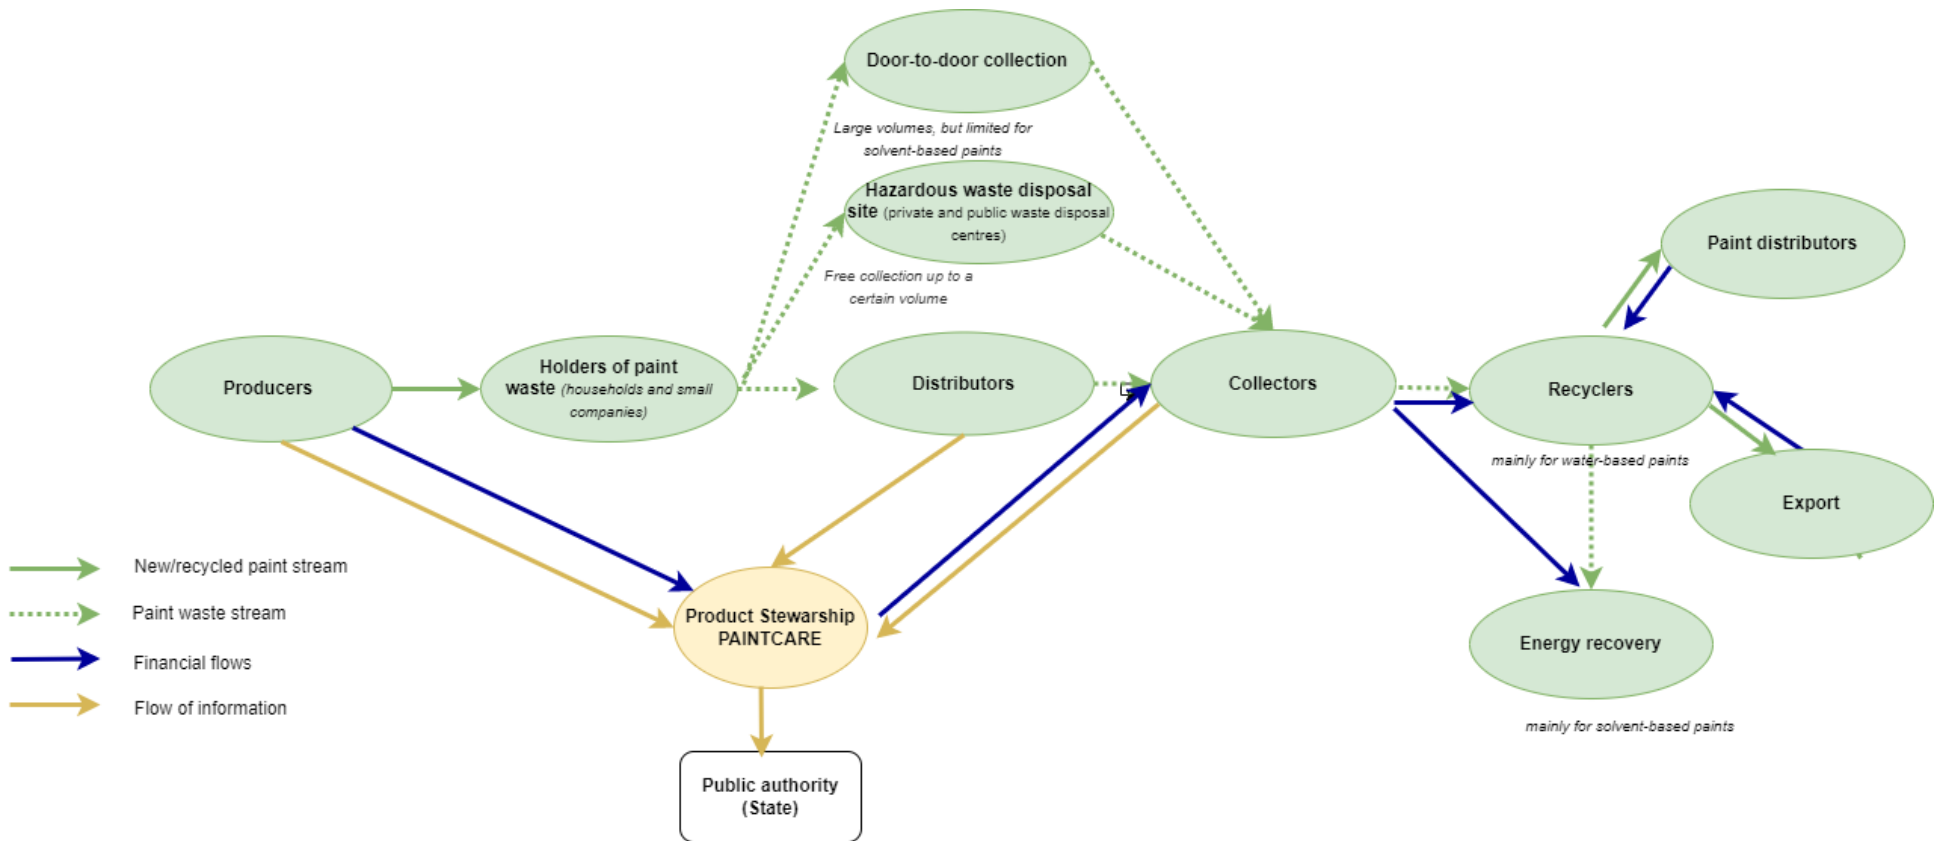 Door-to-door collection
Large volumes, but limited for
solvent-based paints
Hazardous waste disposal
site (private and public waste disposal
centres)
Free collection up to a
certain volume
Paint distributors
Producers
Holders of paint
waste (households and small
companies)
Distributors
Collectors
Recyclers
mainly for water-based paints
Export
New/recycled paint stream
Paint waste stream
Financial flows
Flow of information
Product Stewarship
PAINTCARE
Energy recovery
mainly for solvent-based paints
Public authority
(State)